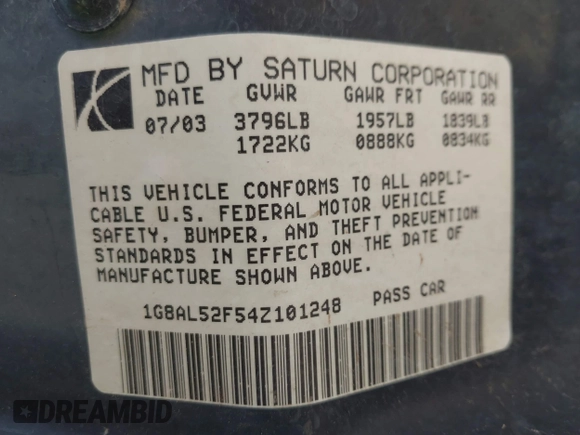 MFD BY SATURN CORPORATION
DATE GVWR GAWR FRT GAWR RR
07/03 3796LB 1957LB 1839LB
1722KG 0888KG 0834KG
THIS VEHICLE CONFORMS TO ALL APPLI-
CABLE U.S. FEDERAL MOTOR VEHICLE
SAFETY, BUMPER, AND THEFT PREVENTION
STANDARDS IN EFFECT ON THE DATE OF
MANUFACTURE SHOWN ABOVE.
1G8AL52F54Z101248 PASS CAR
DREAMBID